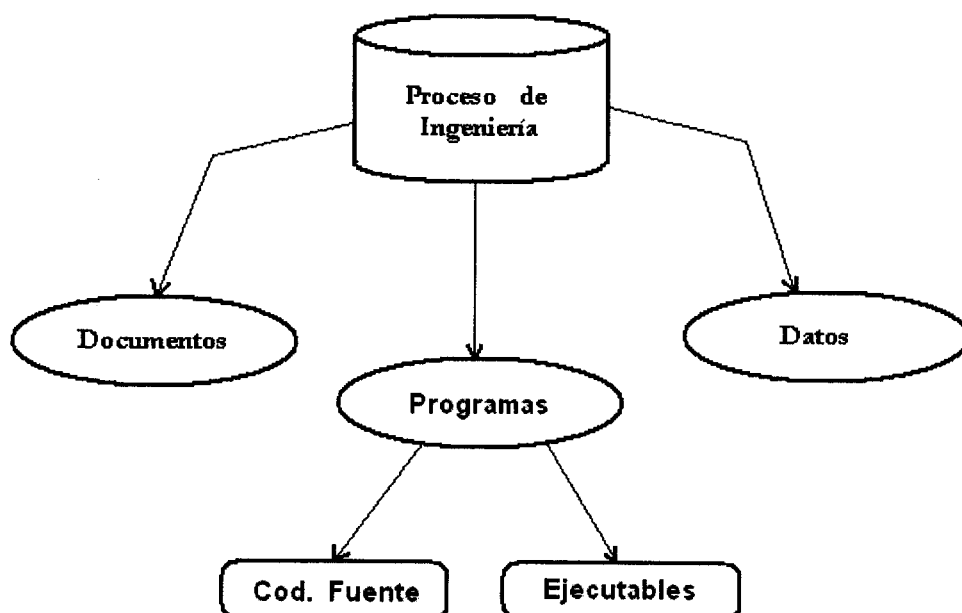 Proceso de
Ingeniería
Documentos
Datos
Programas
Cod. Fuente
Ejecutables